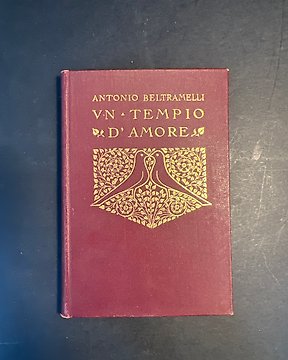 ANTONIO BELTRAMELLI
VN · TEMPIO
D'AMORE